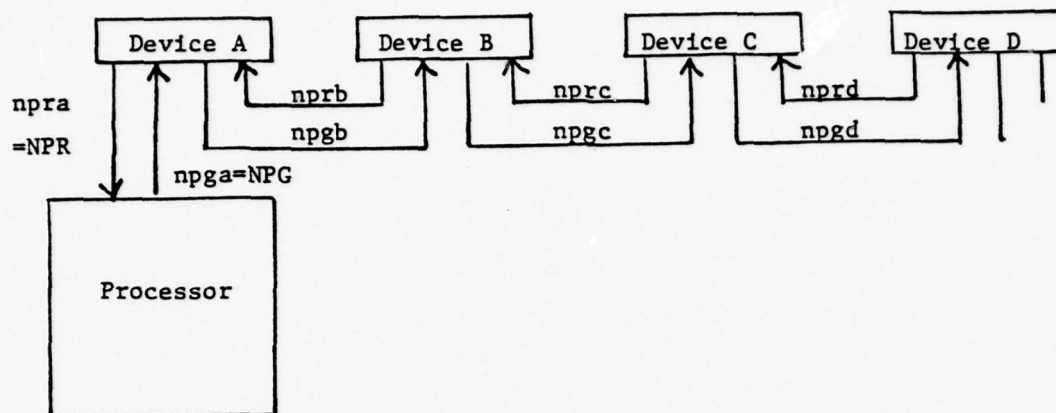 Device A
Device B
Device C
Device D
npra
=NPR
nprb
nprc
nprd
npgb
npgc
npgd
npga=NPG
Processor